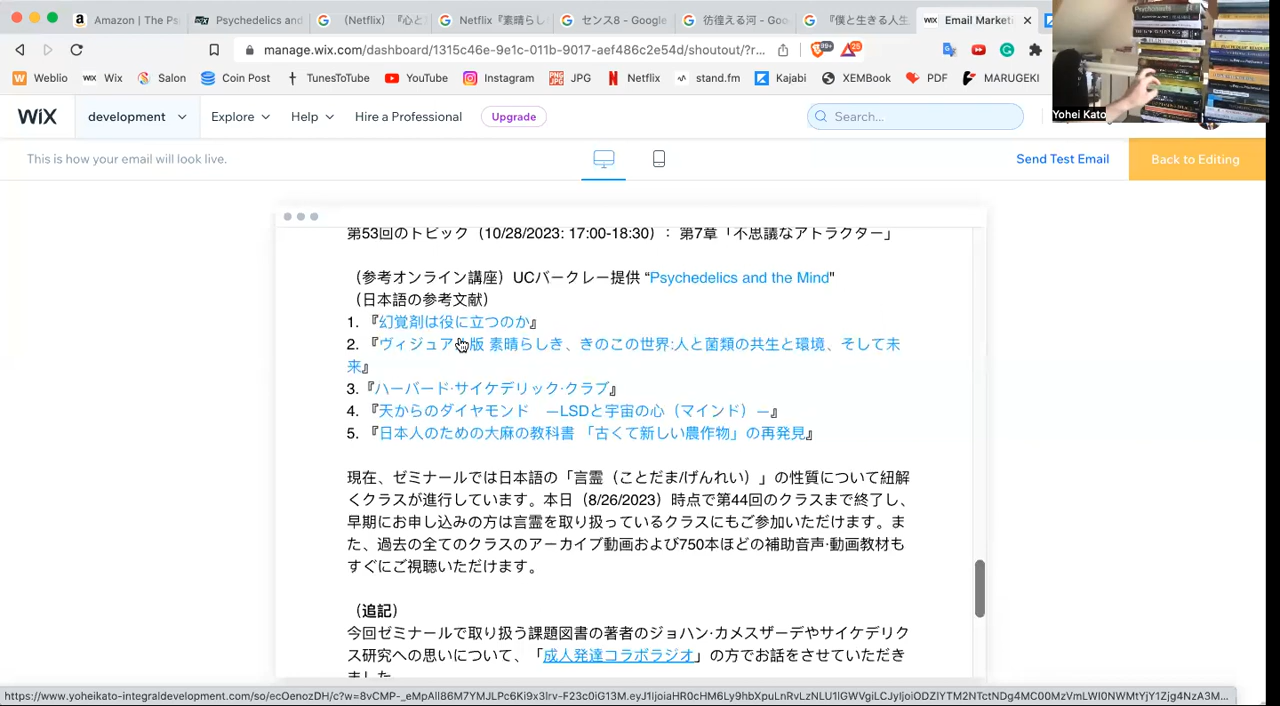 Amazon | The Ps
Psychedelics and
(Netflix) 『心と
- Google
センス8 - Google
る河 - Goo
僕と生き
Email Marketi
manage.wix.com/dashboard/13
-9e1c
-9017-aef486c2e54d/shoutout/?r...
99+
26
Weblio
Wix
Salon
Coin Post
TunesToTube
YouTube
JPG
Netflix
stand.fm
Kajabi
XEMBook
PDF
MARUGEKI
Yohei Kato
WiX
development
Explore
Help
Hire a Professional
Upgrade
Search...
This is how your email will look live.
Send Test Email
Back to Editing
第53回のトピック（10/28/2023: 17:00-18:30）： 第7章「不思議なアトラクター」
（参考オンライン講座）UCバークレー提供 “Psychedelics and the Mind"
（日本語の参考文献）
1. 『幻覚剤は役に立つのか』
2. 『ヴィジュアル版 素晴らしき、きのこの世界:人と菌類の共生と環境、そして未
来』
3. 『ハーバード·サイケデリック·クラブ』
4. 『天からのダイヤモンド　—LSDと宇宙の心（マインド）—』
5. 『日本人のための大麻の教科書 「古くて新しい農作物」の再発見』
現在、ゼミナールでは日本語の「言霊（ことだま/げんれい）」の性質について紐解
くクラスが進行しています。本日（8/26/2023）時点で第44回のクラスまで終了し、
早期にお申し込みの方は言霊を取り扱っているクラスにもご参加いただけます。ま
た、過去の全てのクラスのアーカイブ動画および750本ほどの補助音声·動画教材も
すぐにご視聴いただけます。
（追記）
今回ゼミナールで取り扱う課題図書の著者のジョハン·カメスザーデやサイケデリク
ス研究への思いについて、「成人発達コラボラジオ」の方でお話をさせていただき
ました